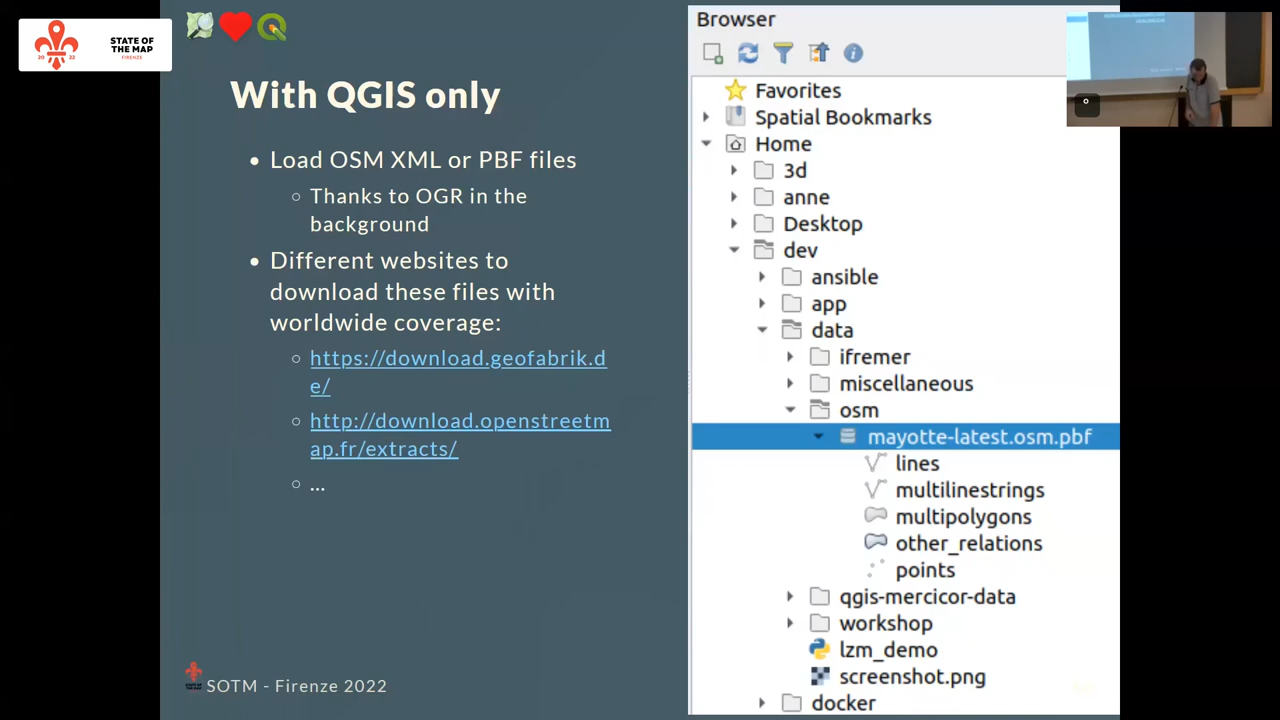 STATE OF
THE MAP
20 22
FIRENZE
With QGIS only
Load OSM XML or PBF files
Thanks to OGR in the
background
Different websites to
download these files with
worldwide coverage:
https://download.geofabrik.d
e/
http://download.openstreetm
ap.fr/extracts/
...
SOTM - Firenze 2022
Browser
Favorites
Spatial Bookmarks
Home
3d
anne
Desktop
dev
ansible
app
data
ifremer
miscellaneous
osm
mayotte-latest.osm.pbf
lines
multilinestrings
multipolygons
other_relations
points
qgis-mercicor-data
workshop
lzm_demo
screenshot.png
docker